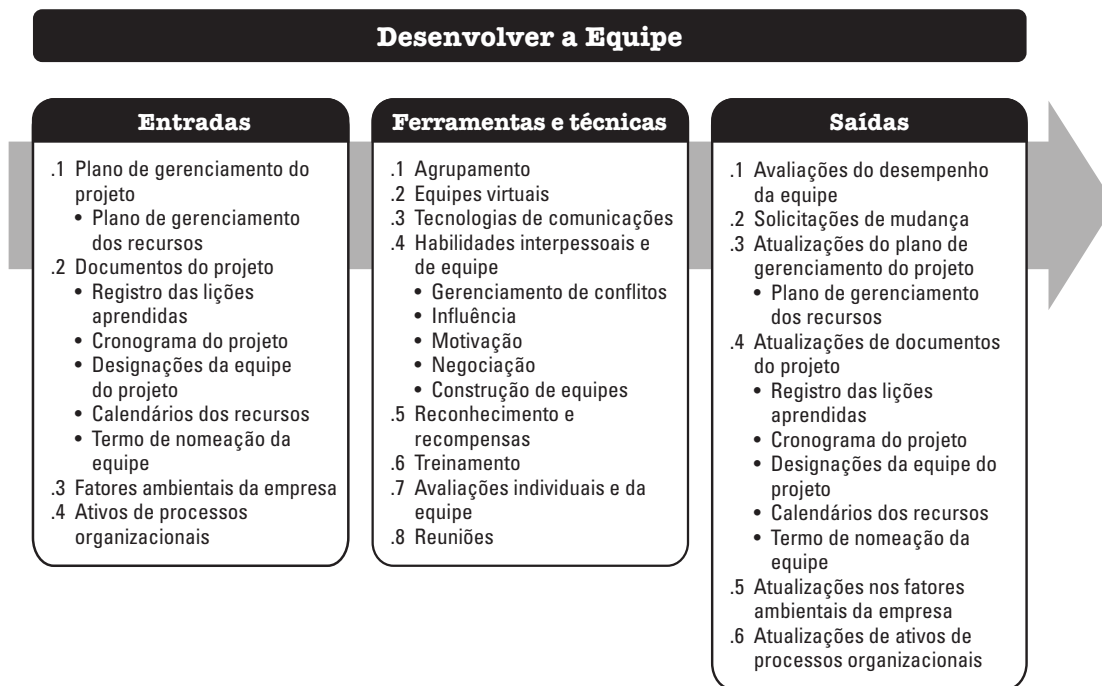 Desenvolver a Equipe
Entradas
.1 Plano de gerenciamento do
projeto
• Plano de gerenciamento
dos recursos
.2 Documentos do projeto
• Registro das lições
aprendidas
• Cronograma do projeto
• Designações da equipe
do projeto
• Calendários dos recursos
• Termo de nomeação da
equipe
.3 Fatores ambientais da empresa
.4 Ativos de processos
organizacionais
Ferramentas e técnicas
.1 Agrupamento
.2 Equipes virtuais
.3 Tecnologias de comunicações
.4 Habilidades interpessoais e
de equipe
• Gerenciamento de conflitos
• Influência
• Motivação
• Negociação
• Construção de equipes
.5 Reconhecimento e
recompensas
.6 Treinamento
.7 Avaliações individuais e da
equipe
.8 Reuniões
Saídas
.1 Avaliações do desempenho
da equipe
.2 Solicitações de mudança
.3 Atualizações do plano de
gerenciamento do projeto
• Plano de gerenciamento
dos recursos
.4 Atualizações de documentos
do projeto
• Registro das lições
aprendidas
• Cronograma do projeto
• Designações da equipe do
projeto
• Calendários dos recursos
• Termo de nomeação da
equipe
.5 Atualizações nos fatores
ambientais da empresa
.6 Atualizações de ativos de
processos organizacionais